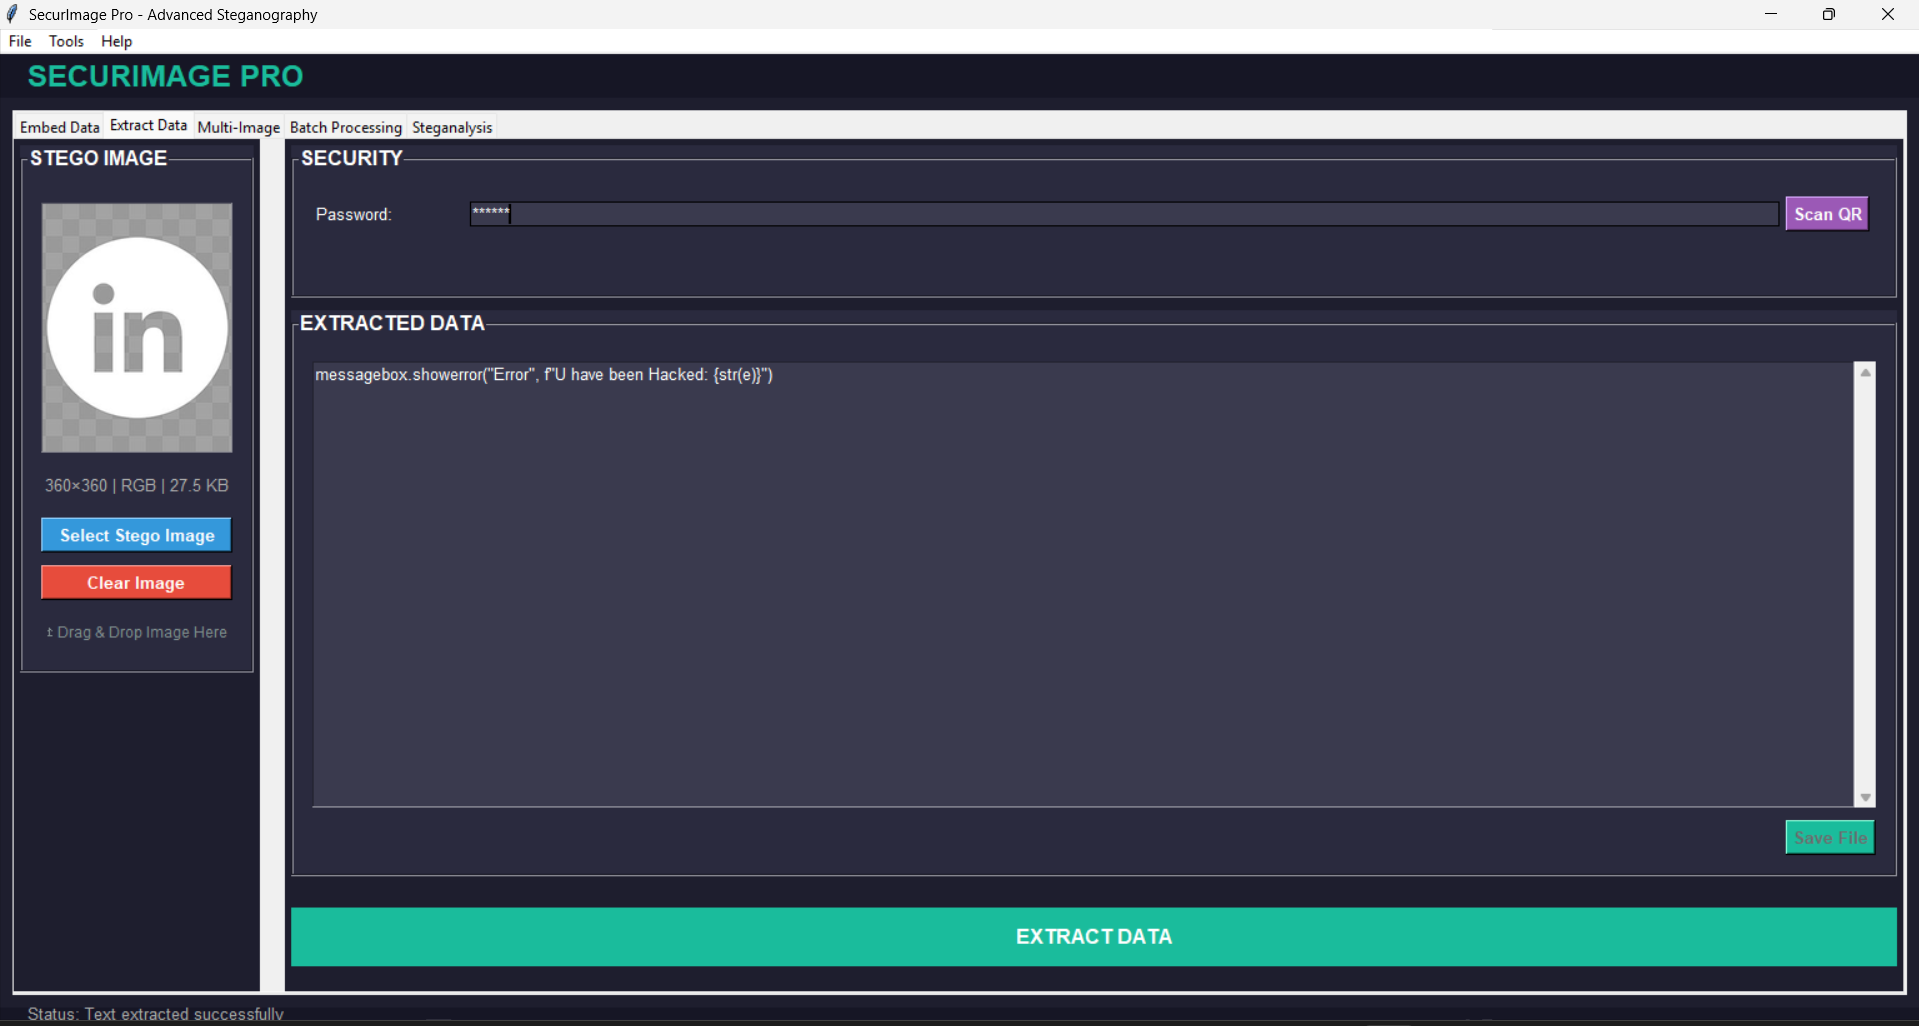 SecurImage Pro - Advanced Steganography
File Tools Help
SECURIMAGE PRO
Embed Data Extract Data Multi-Image Batch Processing Steganalysis
STEGO IMAGE
in
360×360 | RGB | 27.5 KB
Select Stego Image
Clear Image
Drag & Drop Image Here
SECURITY
Password: ****** Scan QR
EXTRACTED DATA
messagebox.showerror("Error", f"U have been Hacked: {str(e)}")
Save File
EXTRACT DATA
Status: Text extracted successfully